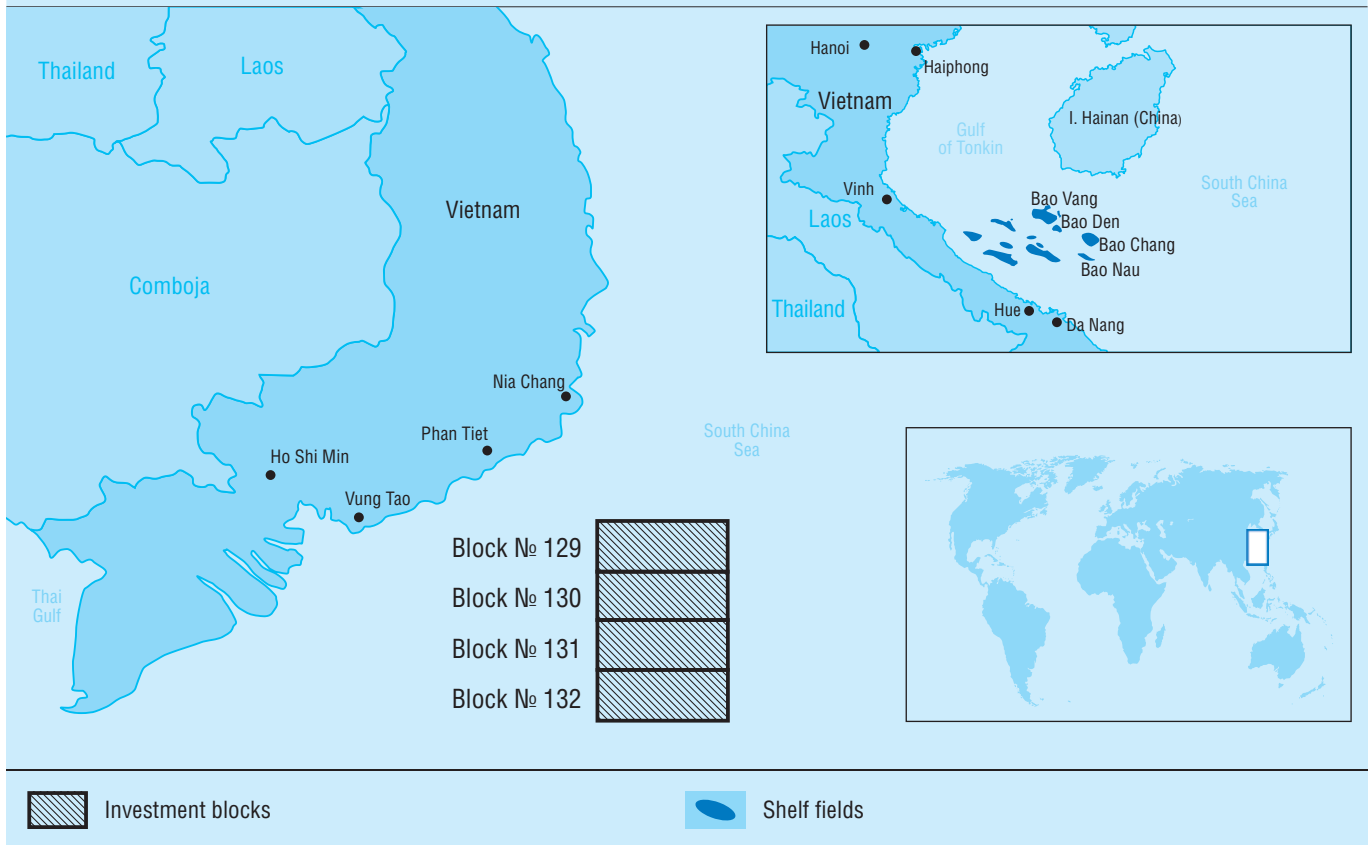 Thailand
Laos
Vietnam
Comboja
Nia Chang
Phan Tiet
Ho Shi Min
Vung Tao
South China
Sea
Thai
Gulf
Block № 129
Block № 130
Block № 131
Block № 132
Hanoi
Haiphong
Vietnam
I. Hainan (China)
Gulf
of Tonkin
South China
Sea
Vinh
Bao Vang
Laos
Bao Den
Bao Chang
Bao Nau
Thailand
Hue
Da Nang
Investment blocks
Shelf fields